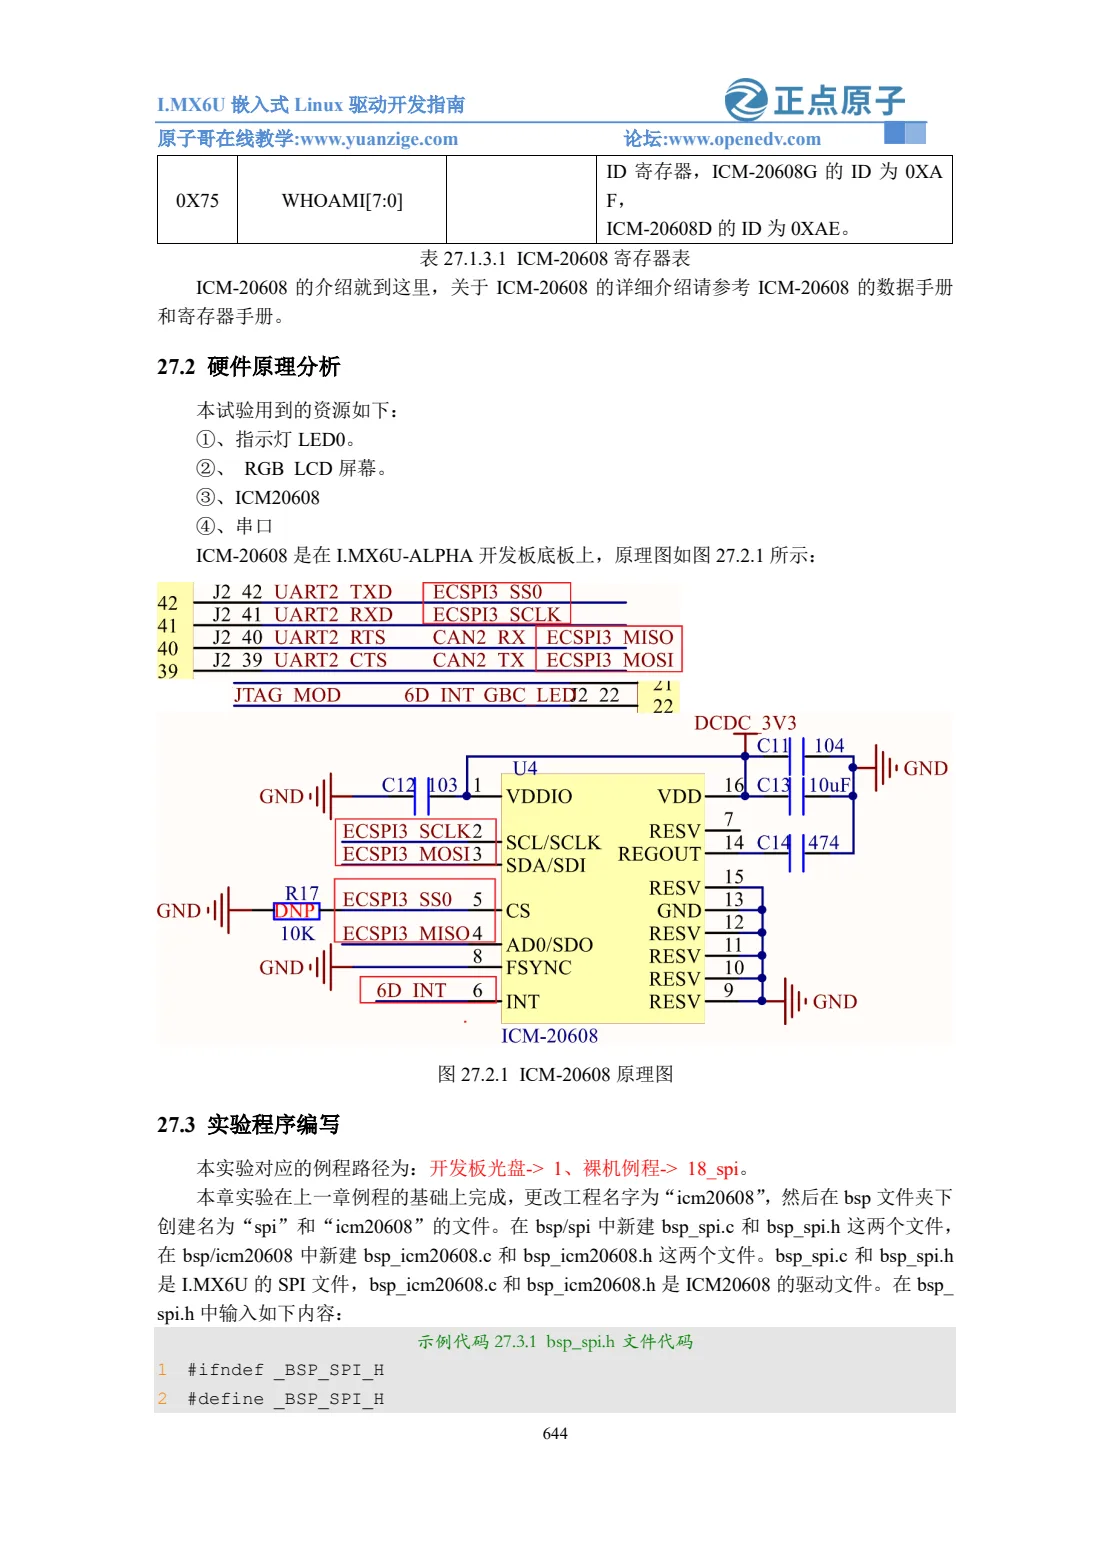 I.MX6U 嵌入式 Linux 驱动开发指南
正点原子
原子哥在线教学:www.yuanzige.com 论坛:www.openedv.com
0X75 WHOAMI[7:0] ID 寄存器，ICM-20608G 的 ID 为 0XA
F，
ICM-20608D 的 ID 为 0XAE。
表 27.1.3.1 ICM-20608 寄存器表
ICM-20608 的介绍就到这里，关于 ICM-20608 的详细介绍请参考 ICM-20608 的数据手册
和寄存器手册。
27.2 硬件原理分析
本试验用到的资源如下：
①、指示灯 LED0。
②、 RGB LCD 屏幕。
③、ICM20608
④、串口
ICM-20608 是在 I.MX6U-ALPHA 开发板底板上，原理图如图 27.2.1 所示：
42 J2 42 UART2 TXD ECSPI3 SS0
41 J2 41 UART2 RXD ECSPI3 SCLK
40 J2 40 UART2 RTS CAN2 RX ECSPI3 MISO
39 J2 39 UART2 CTS CAN2 TX ECSPI3 MOSI
21
JTAG MOD 6D INT GBC LED J2 22 22
DCDC 3V3
C11 104
U4 GND
GND C12 103 1 VDDIO VDD 16 C13 10uF
RESV 7
ECSPI3 SCLK 2 SCL/SCLK REGOUT 14 C14 474
ECSPI3 MOSI 3 SDA/SDI
RESV 15
R17 ECSPI3 SS0 5 CS GND 13
GND DNP
10K ECSPI3 MISO 4 AD0/SDO RESV 12
RESV 11
GND 8 FSYNC RESV 10
6D INT 6 INT RESV 9 GND
ICM-20608
图 27.2.1 ICM-20608 原理图
27.3 实验程序编写
本实验对应的例程路径为：开发板光盘-> 1、裸机例程-> 18_spi。
本章实验在上一章例程的基础上完成，更改工程名字为“icm20608”，然后在 bsp 文件夹下
创建名为“spi”和“icm20608”的文件。在 bsp/spi 中新建 bsp_spi.c 和 bsp_spi.h 这两个文件，
在 bsp/icm20608 中新建 bsp_icm20608.c 和 bsp_icm20608.h 这两个文件。bsp_spi.c 和 bsp_spi.h
是 I.MX6U 的 SPI 文件，bsp_icm20608.c 和 bsp_icm20608.h 是 ICM20608 的驱动文件。在 bsp_
spi.h 中输入如下内容：
示例代码 27.3.1 bsp_spi.h 文件代码
1 #ifndef _BSP_SPI_H
2 #define _BSP_SPI_H
644